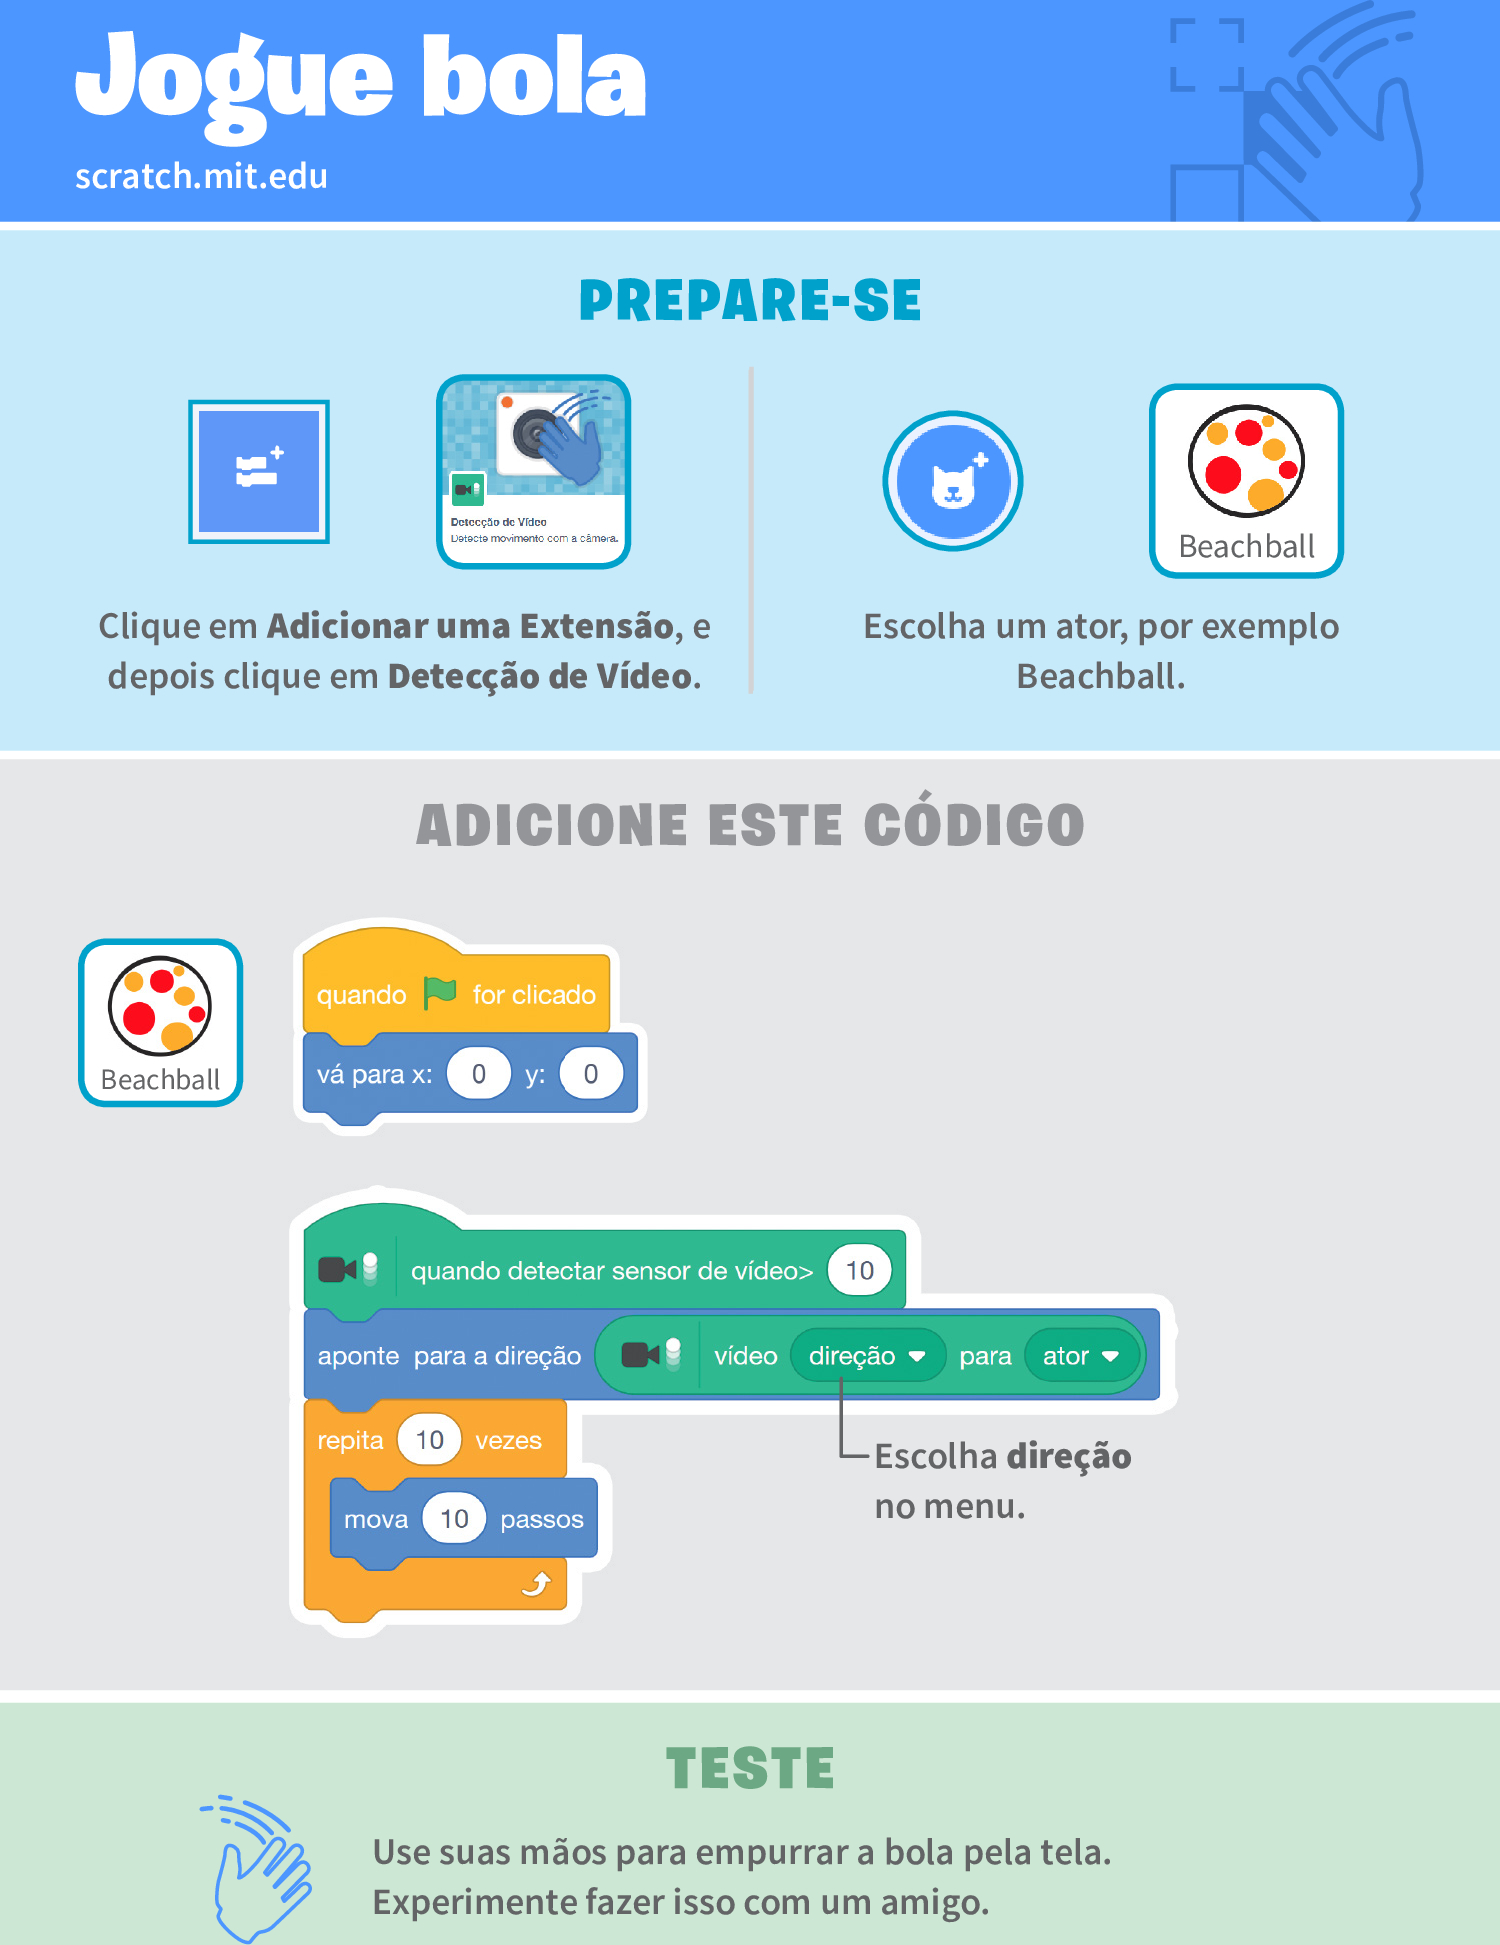 Jogue bola
scratch.mit.edu
PREPARE-SE
Detecção de Vídeo
Detecte movimento com a câmera.
Clique em Adicionar uma Extensão, e
depois clique em Detecção de Vídeo.
Beachball
Escolha um ator, por exemplo
Beachball.
ADICIONE ESTE CÓDIGO
Beachball
quando for clicado
vá para x: 0 y: 0
quando detectar sensor de vídeo> 10
aponte para a direção vídeo direção para ator
repita 10 vezes
mova 10 passos
Escolha direção
no menu.
TESTE
Use suas mãos para empurrar a bola pela tela.
Experimente fazer isso com um amigo.